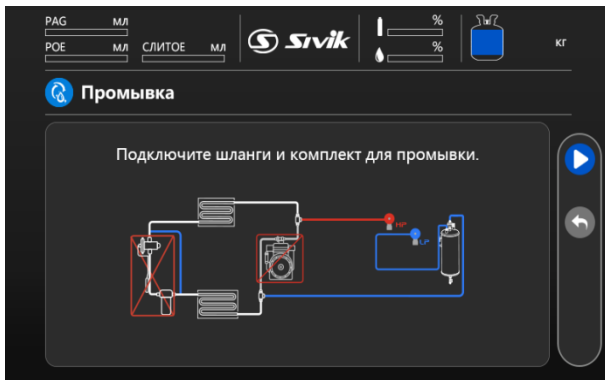 PAG мл
POE мл СЛИТОЕ мл
Sivik
%
%
кг
Промывка
Подключите шланги и комплект для промывки.
HP
LP